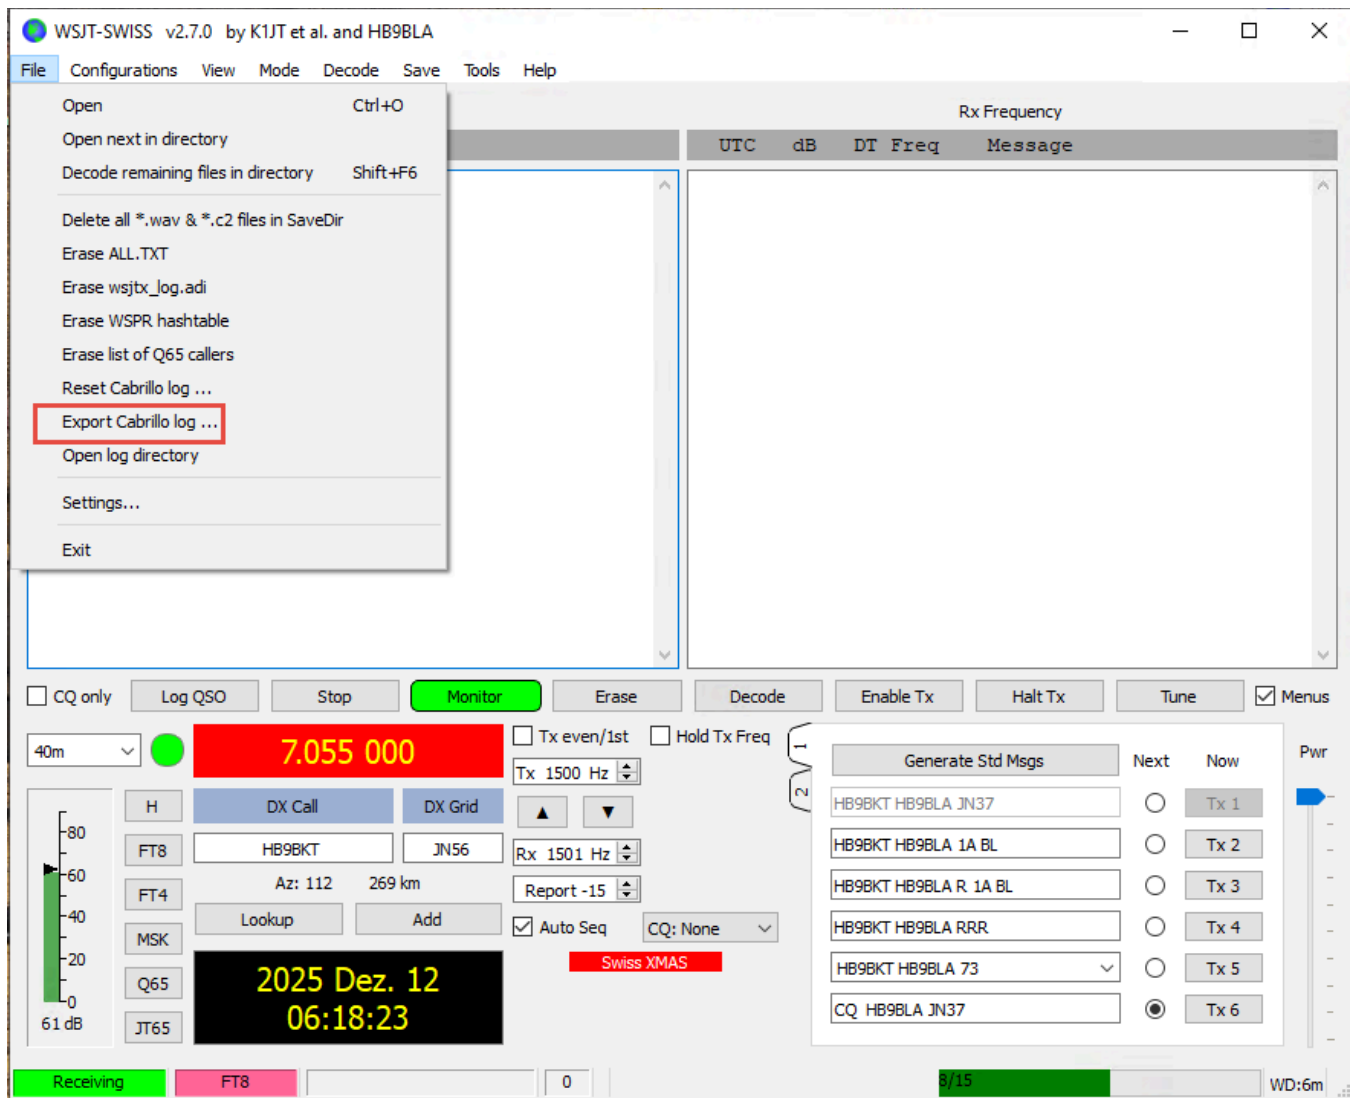 WSJT-SWISS v2.7.0 by K1JT et al. and HB9BLA
File Configurations View Mode Decode Save Tools Help
Open Ctrl+O
Open next in directory
Decode remaining files in directory Shift+F6
Delete all *.wav & *.c2 files in SaveDir
Erase ALL.TXT
Erase wsjtx_log.adi
Erase WSPR hashtable
Erase list of Q65 callers
Reset Cabrillo log ...
Export Cabrillo log ...
Open log directory
Settings...
Exit
Rx Frequency
UTC dB DT Freq Message
CQ only Log QSO Stop Monitor Erase Decode Enable Tx Halt Tx Tune Menus
40m
7.055 000
Tx even/1st Hold Tx Freq
Tx 1500 Hz
H
FT8
FT4
MSK
Q65
JT65
DX Call DX Grid
HB9BKT JN56
Az: 112 269 km
Lookup Add
Rx 1501 Hz
Report -15
Auto Seq CQ: None
Swiss XMAS
2025 Dez. 12
06:18:23
80
60
40
20
0
61 dB
1
2
Generate Std Msgs Next Now
HB9BKT HB9BLA JN37 Tx 1
HB9BKT HB9BLA 1A BL Tx 2
HB9BKT HB9BLA R 1A BL Tx 3
HB9BKT HB9BLA RRR Tx 4
HB9BKT HB9BLA 73 Tx 5
CQ HB9BLA JN37 Tx 6
Pwr
Receiving FT8 0 8/15 WD:6m